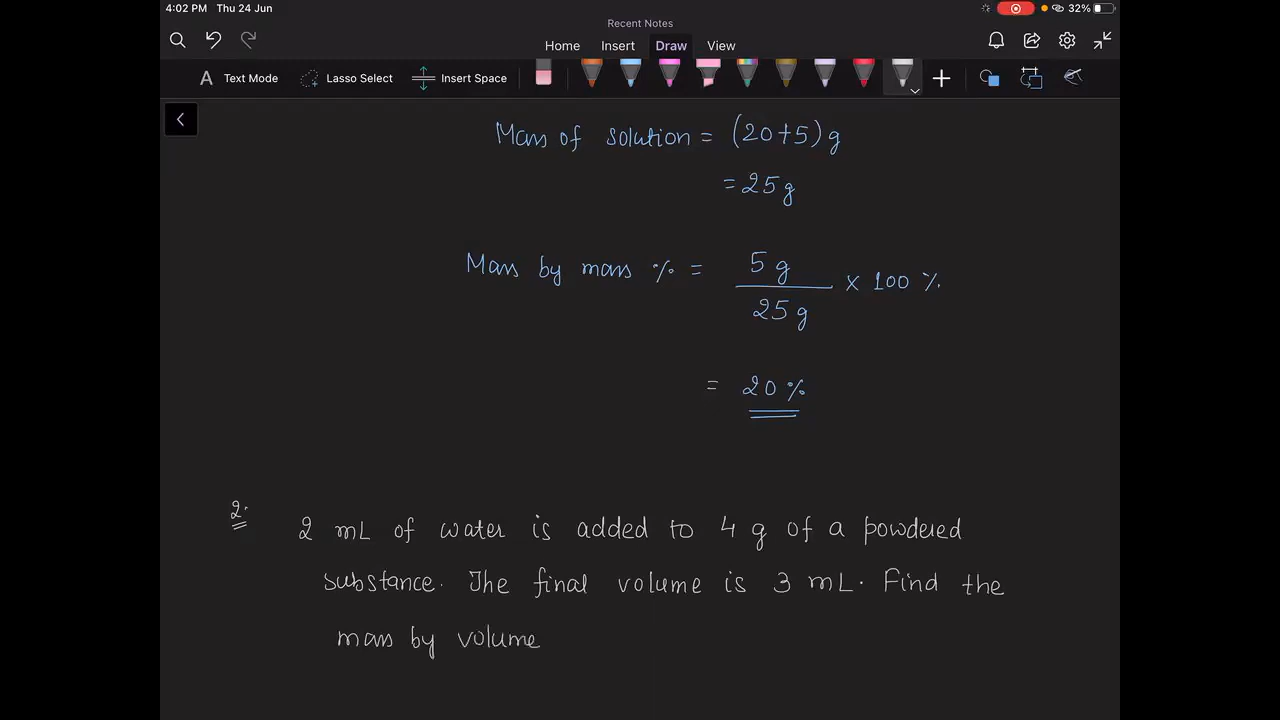 4:02 PM Thu 24 Jun
32%
Recent Notes
Home Insert Draw View
A Text Mode Lasso Select Insert Space
Mass of solution = (20+5) g
= 25 g
Mass by mass % = 5 g
× 100 %
25 g
= 20 %
2.
2 mL of water is added to 4 g of a powdered
substance. The final volume is 3 mL. Find the
mass by volume